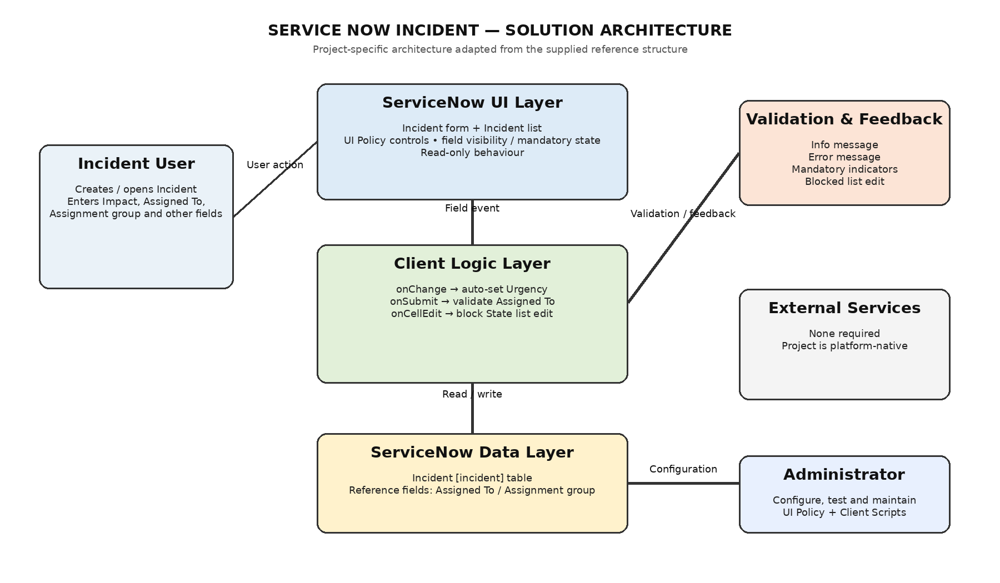 SERVICE NOW INCIDENT — SOLUTION ARCHITECTURE
Project-specific architecture adapted from the supplied reference structure
Incident User
Creates / opens Incident
Enters Impact, Assigned To,
Assignment group and other fields
User action
ServiceNow UI Layer
Incident form + Incident list
UI Policy controls • field visibility / mandatory state
Read-only behaviour
Field event
Client Logic Layer
onChange → auto-set Urgency
onSubmit → validate Assigned To
onCellEdit → block State list edit
Read / write
ServiceNow Data Layer
Incident [incident] table
Reference fields: Assigned To / Assignment group
Validation / feedback
Validation & Feedback
Info message
Error message
Mandatory indicators
Blocked list edit
External Services
None required
Project is platform-native
Configuration
Administrator
Configure, test and maintain
UI Policy + Client Scripts